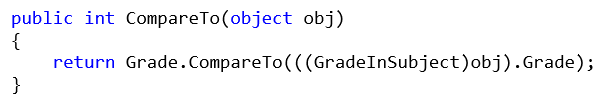 public int CompareTo(object obj)
{
    return Grade.CompareTo(((GradeInSubject)obj).Grade);
}